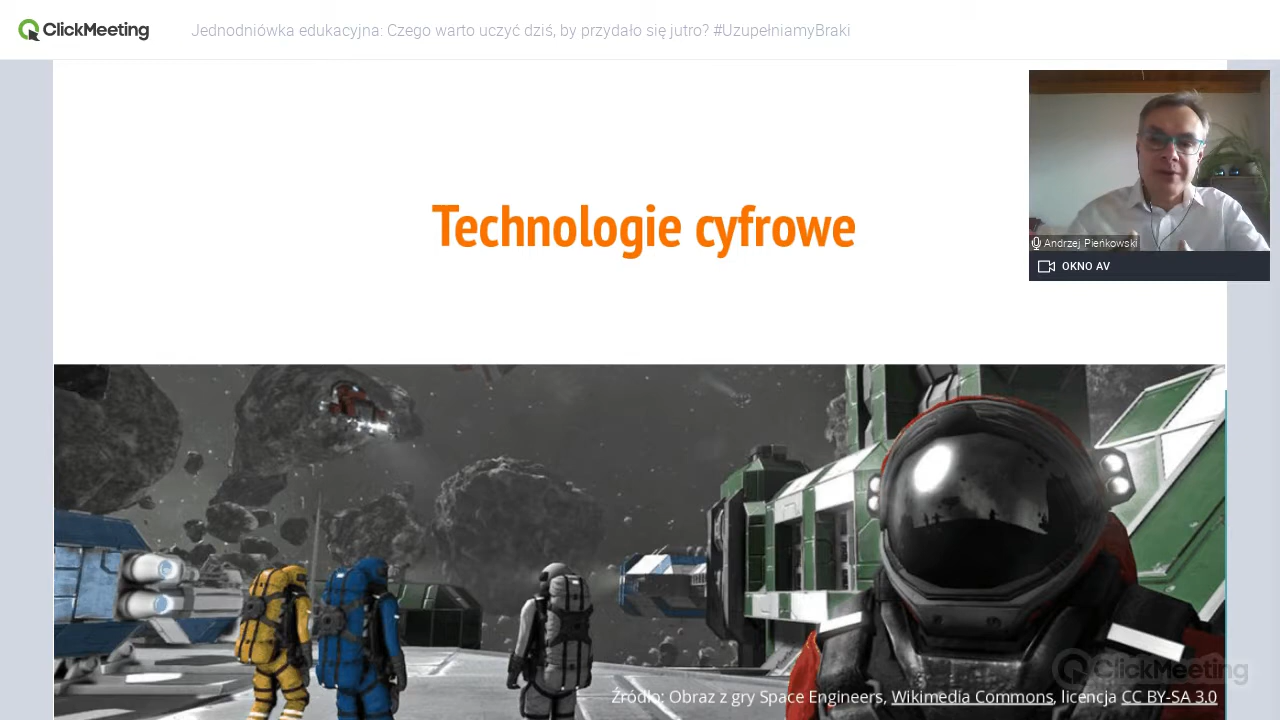 ClickMeeting
Jednodniówka edukacyjna: Czego warto uczyć dziś, by przydało się jutro? #UzupełniamyBraki
Technologie cyfrowe
Andrzej Pieńkowski
OKNO AV
ClickMeeting
Źródło: Obraz z gry Space Engineers, Wikimedia Commons, licencja CC BY-SA 3.0